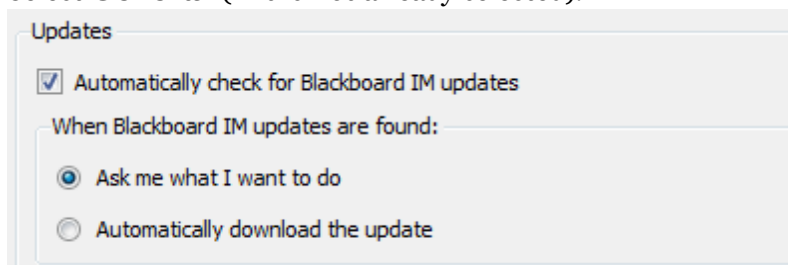 Updates
Automatically check for Blackboard IM updates
When Blackboard IM updates are found:
Ask me what I want to do
Automatically download the update